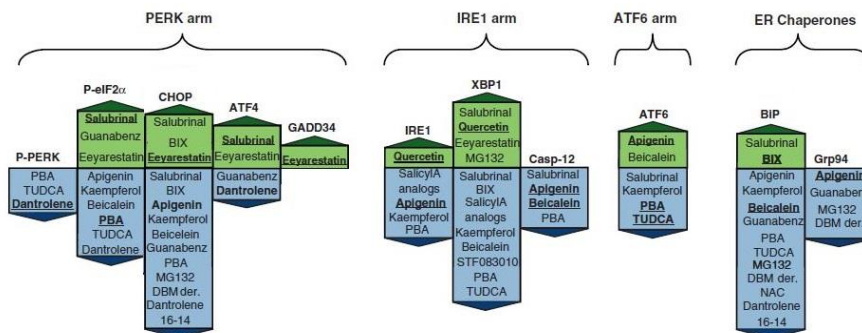 PERK arm
IRE1 arm
ATF6 arm
ER Chaperones
P-PERK
PBA
TUDCA
Dantrolene
P-eIF2α
Salubrinal
Guanabenz
Eeyarestatin
Apigenin
Kaempferol
Beicalein
PBA
TUDCA
Dantrolene
CHOP
Salubrinal
BIX
Eeyarestatin
Salubrinal
BIX
Apigenin
Kaempferol
Beicelein
Guanabenz
PBA
MG132
DBM der.
Dantrolene
16-14
ATF4
Salubrinal
Eeyarestatin
Guanabenz
Dantrolene
GADD34
Eeyarestatin
IRE1
Quercetin
SalicylA
analogs
Apigenin
Kaempferol
PBA
XBP1
Salubrinal
Quercetin
Eeyarestatin
MG132
Salubrinal
BIX
SalicylA
analogs
Kaempferol
Beicalein
STF083010
PBA
TUDCA
Casp-12
Salubrinal
Apigenin
Beicalein
PBA
ATF6
Apigenin
Beicalein
Salubrinal
Kaempferol
PBA
TUDCA
BIP
Salubrinal
BIX
Apigenin
Kaempferol
Beicalein
Guanabenz
PBA
TUDCA
MG132
DBM der.
NAC
Dantrolene
16-14
Grp94
Apigenin
Guanabenz
MG132
DBM der.